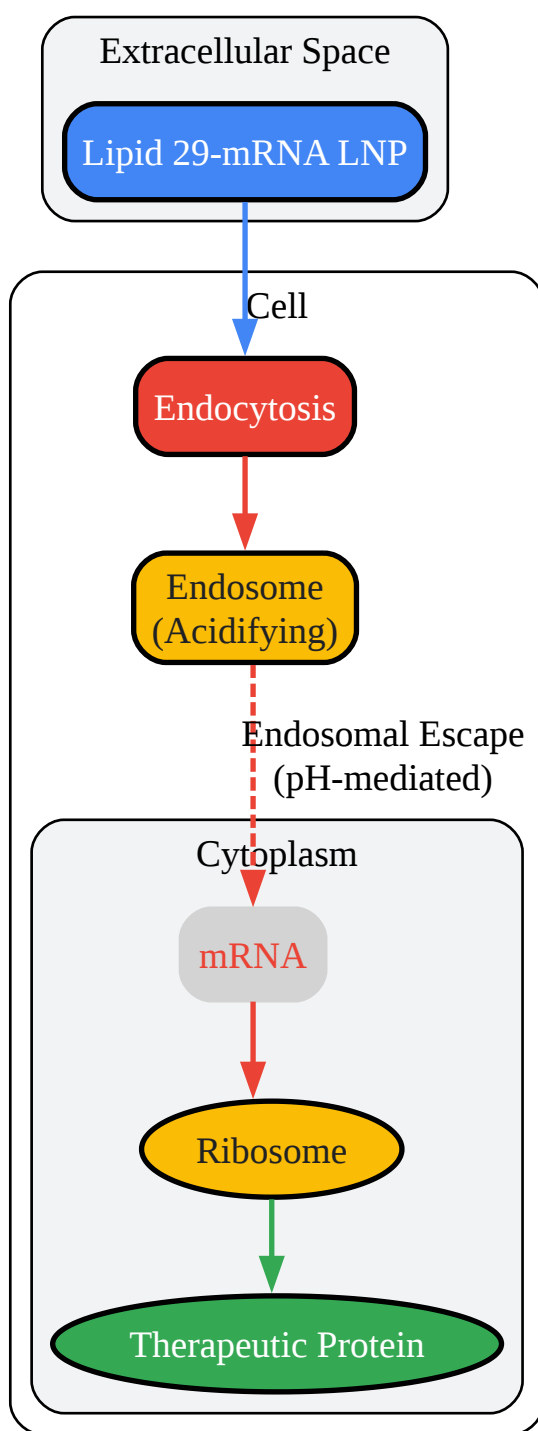 Extracellular Space
Lipid 29-mRNA LNP
Cell
Endocytosis
Endosome
(Acidifying)
Endosomal Escape
(pH-mediated)
Cytoplasm
mRNA
Ribosome
Therapeutic Protein